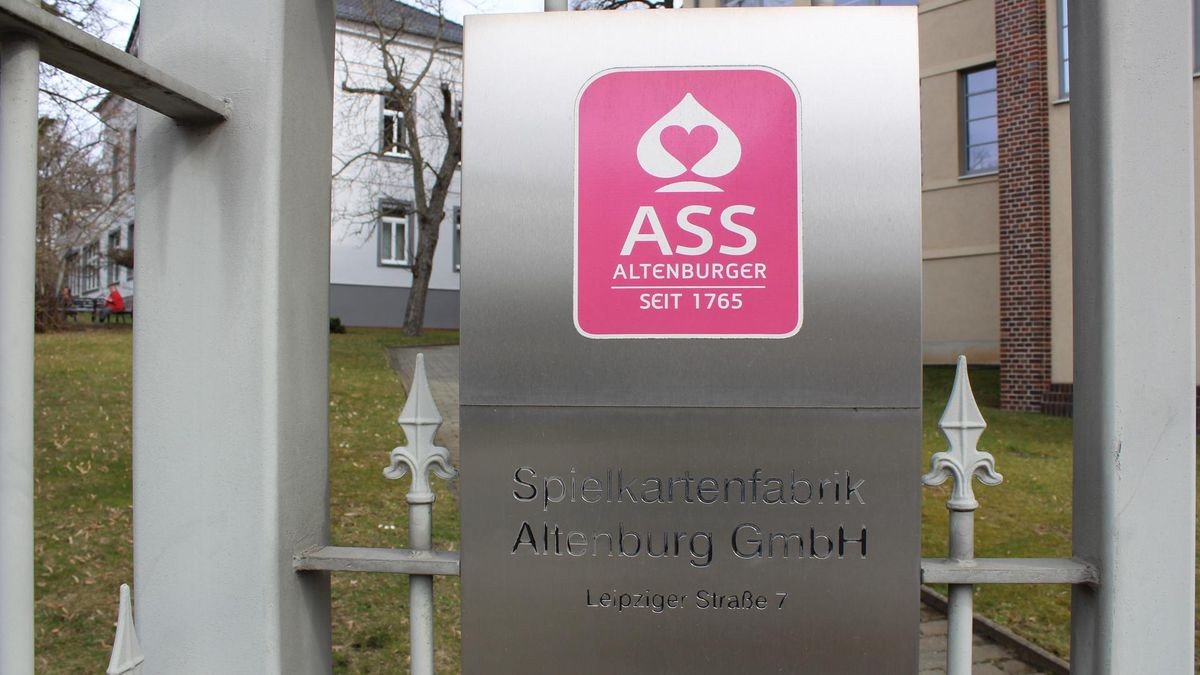 ASS
ALTENBURGER
SEIT 1765
Spielkartenfabrik
Altenburg GmbH
Leipziger Straße 7